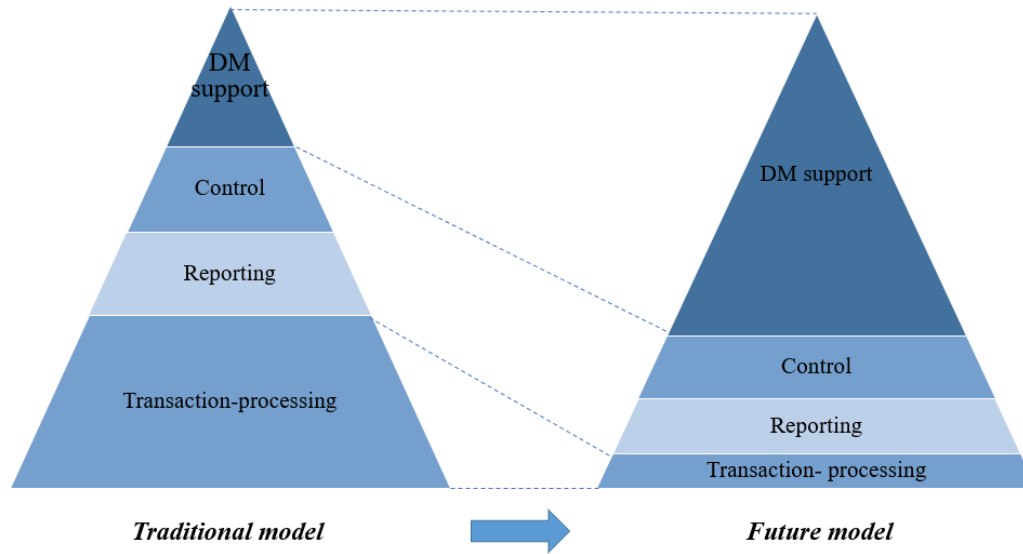 DM
support
Control
Reporting
Transaction-processing
Traditional model
DM support
Control
Reporting
Transaction- processing
Future model